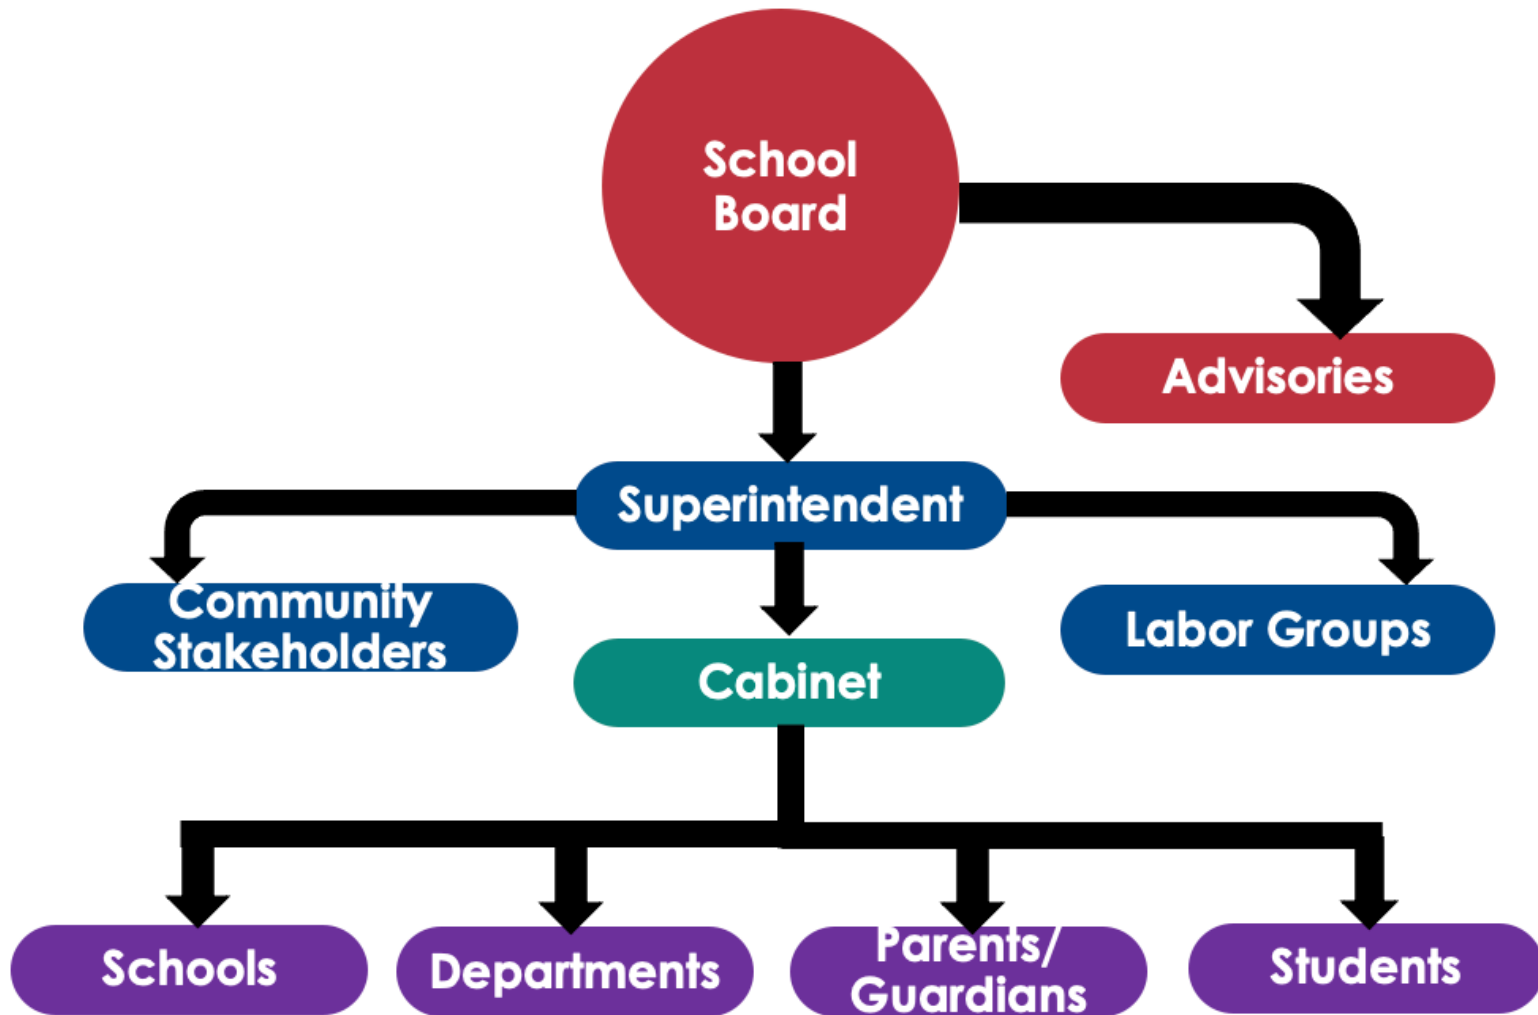 School
Board
Advisories
Superintendent
Community
Stakeholders
Labor Groups
Cabinet
Schools
Departments
Parents/
Guardians
Students